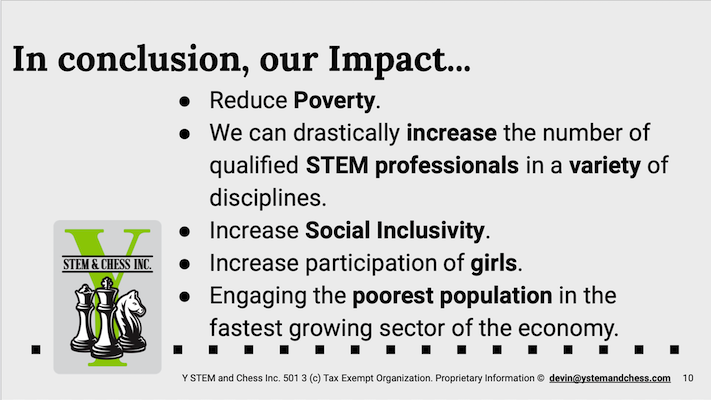 In conclusion, our Impact...
● Reduce Poverty.
● We can drastically increase the number of
qualified STEM professionals in a variety of
disciplines.
● Increase Social Inclusivity.
● Increase participation of girls.
● Engaging the poorest population in the
fastest growing sector of the economy.
Y
STEM & CHESS INC.
Y STEM and Chess Inc. 501 3 (c) Tax Exempt Organization. Proprietary Information © devin@ystemandchess.com 10